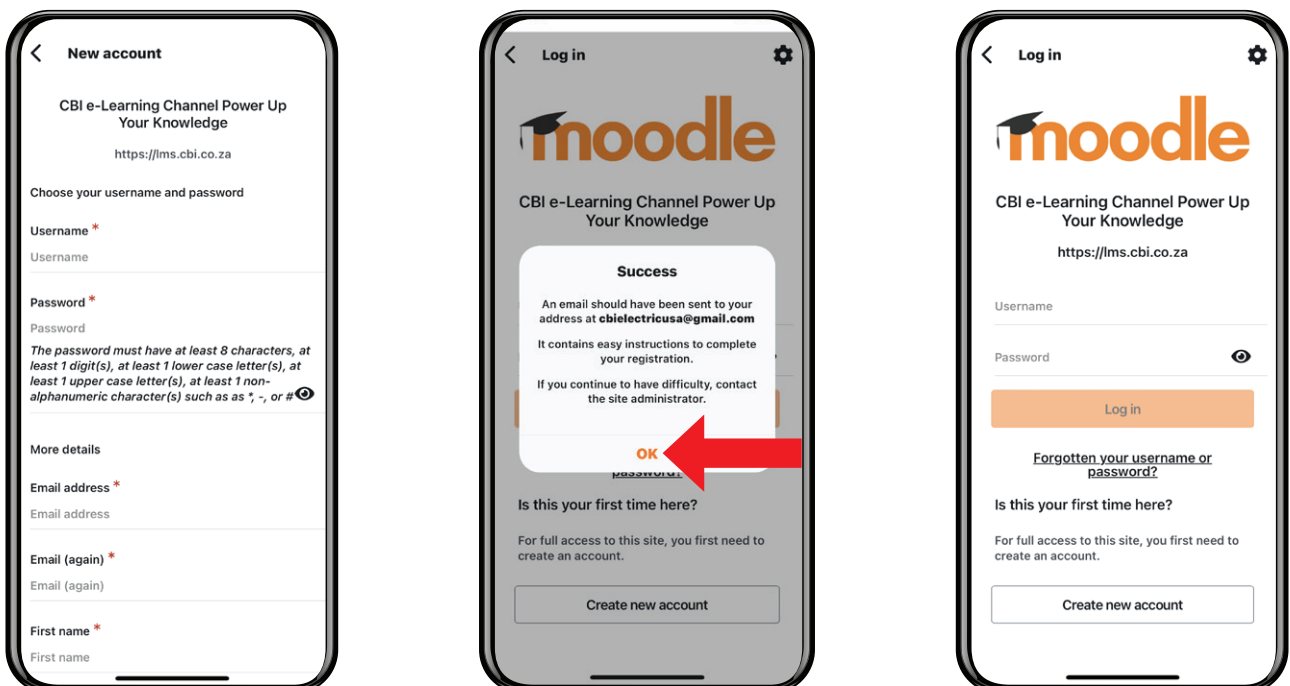 New account
CBI e-Learning Channel Power Up
Your Knowledge
https://lms.cbi.co.za
Choose your username and password
Username *
Username
Password *
Password
The password must have at least 8 characters, at
least 1 digit(s), at least 1 lower case letter(s), at
least 1 upper case letter(s), at least 1 non-
alphanumeric character(s) such as as *, -, or #
More details
Email address *
Email address
Email (again) *
Email (again)
First name *
First name
Log in
moodle
CBI e-Learning Channel Power Up
Your Knowledge
Success
An email should have been sent to your
address at cbielectricusa@gmail.com
It contains easy instructions to complete
your registration.
If you continue to have difficulty, contact
the site administrator.
OK
password?
Is this your first time here?
For full access to this site, you first need to
create an account.
Create new account
Log in
moodle
CBI e-Learning Channel Power Up
Your Knowledge
https://lms.cbi.co.za
Username
Password
Log in
Forgotten your username or
password?
Is this your first time here?
For full access to this site, you first need to
create an account.
Create new account